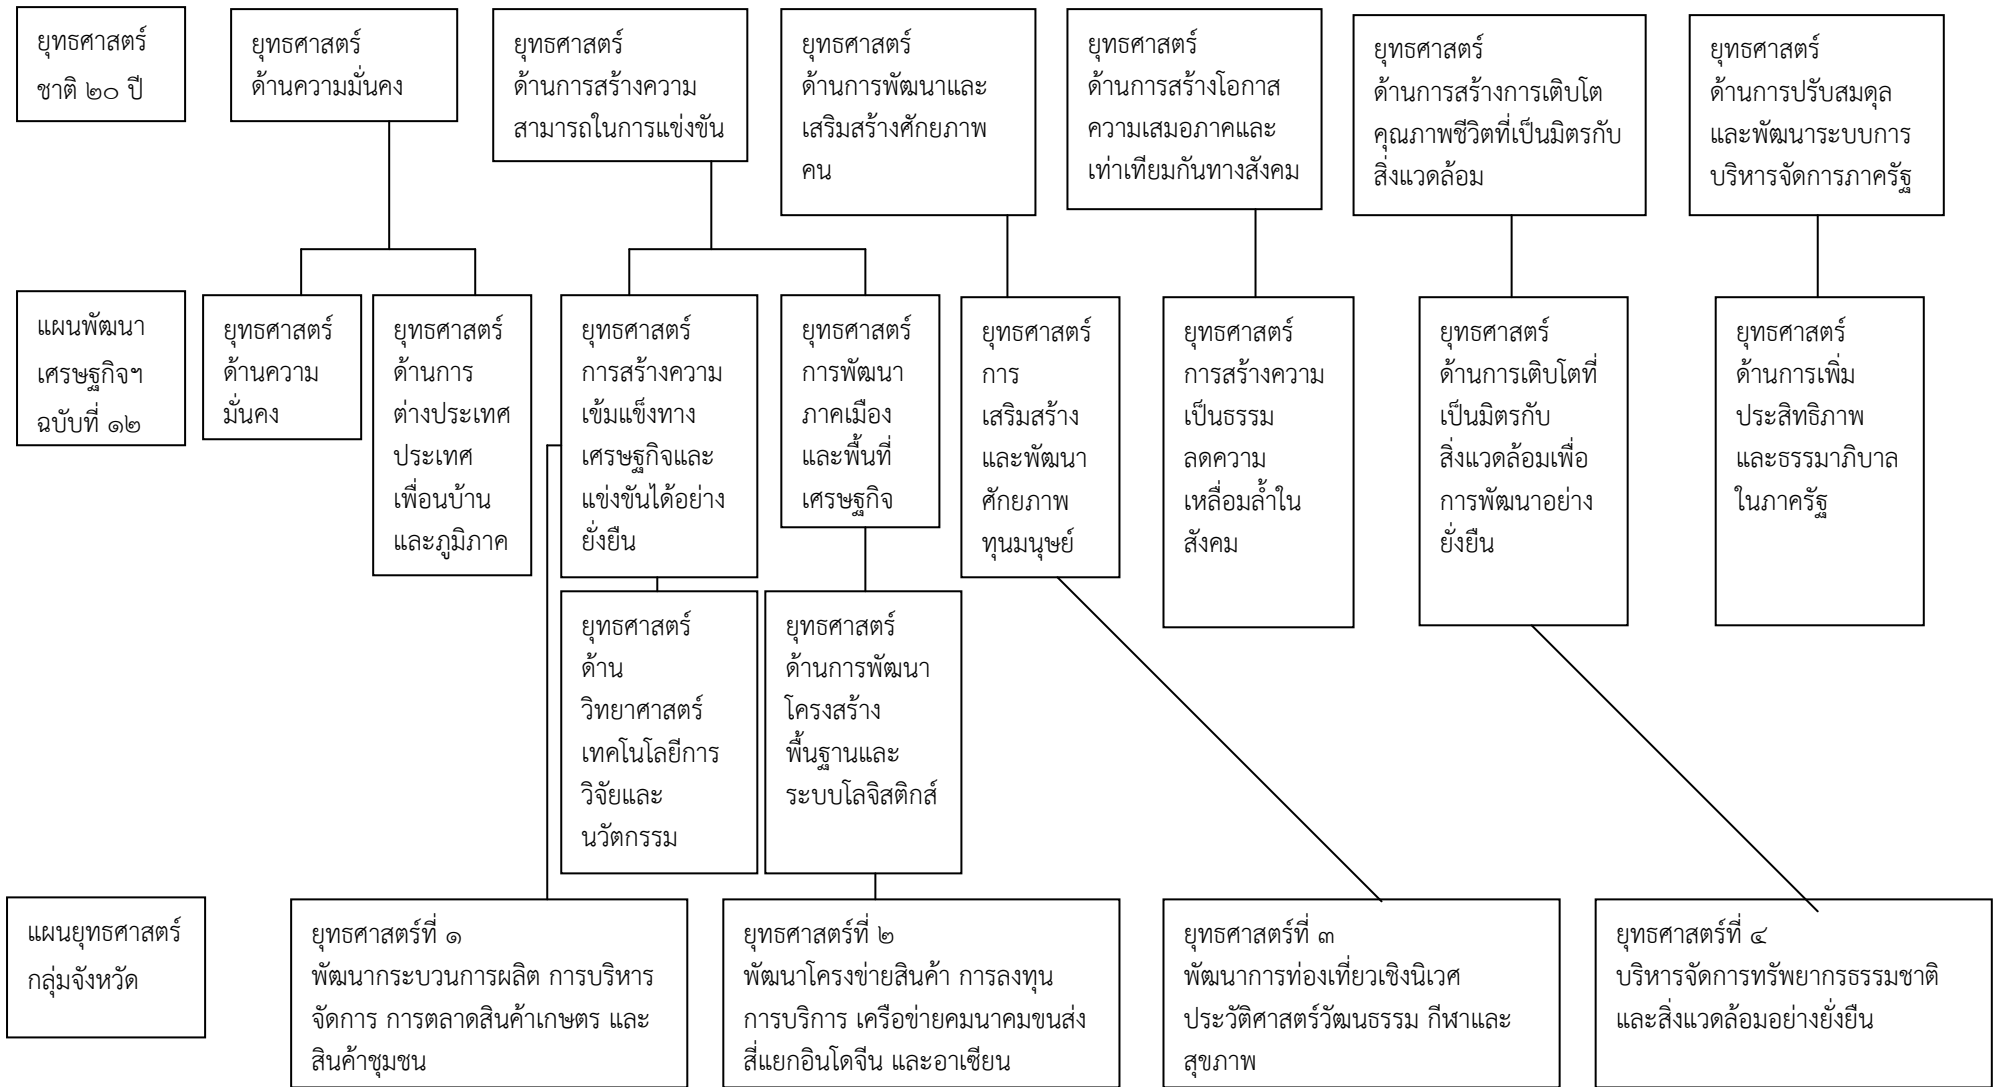 ยุทธศาสตร์
ชาติ ๒๐ ปี
ยุทธศาสตร์
ด้านความมั่นคง
ยุทธศาสตร์
ด้านการสร้างความ
สามารถในการแข่งขัน
ยุทธศาสตร์
ด้านการพัฒนาและ
เสริมสร้างศักยภาพ
คน
ยุทธศาสตร์
ด้านการสร้างโอกาส
ความเสมอภาคและ
เท่าเทียมกันทางสังคม
ยุทธศาสตร์
ด้านการสร้างการเติบโต
คุณภาพชีวิตที่เป็นมิตรกับ
สิ่งแวดล้อม
ยุทธศาสตร์
ด้านการปรับสมดุล
และพัฒนาระบบการ
บริหารจัดการภาครัฐ
แผนพัฒนา
เศรษฐกิจฯ
ฉบับที่ ๑๒
ยุทธศาสตร์
ด้านความ
มั่นคง
ยุทธศาสตร์
ด้านการ
ต่างประเทศ
ประเทศ
เพื่อนบ้าน
และภูมิภาค
ยุทธศาสตร์
การสร้างความ
เข้มแข็งทาง
เศรษฐกิจและ
แข่งขันได้อย่าง
ยั่งยืน
ยุทธศาสตร์
การพัฒนา
ภาคเมือง
และพื้นที่
เศรษฐกิจ
ยุทธศาสตร์
การ
เสริมสร้าง
และพัฒนา
ศักยภาพ
ทุนมนุษย์
ยุทธศาสตร์
การสร้างความ
เป็นธรรม
ลดความ
เหลื่อมล้ำใน
สังคม
ยุทธศาสตร์
ด้านการเติบโตที่
เป็นมิตรกับ
สิ่งแวดล้อมเพื่อ
การพัฒนาอย่าง
ยั่งยืน
ยุทธศาสตร์
ด้านการเพิ่ม
ประสิทธิภาพ
และธรรมาภิบาล
ในภาครัฐ
ยุทธศาสตร์
ด้าน
วิทยาศาสตร์
เทคโนโลยีการ
วิจัยและ
นวัตกรรม
ยุทธศาสตร์
ด้านการพัฒนา
โครงสร้าง
พื้นฐานและ
ระบบโลจิสติกส์
แผนยุทธศาสตร์
กลุ่มจังหวัด
ยุทธศาสตร์ที่ ๑
พัฒนากระบวนการผลิต การบริหาร
จัดการ การตลาดสินค้าเกษตร และ
สินค้าชุมชน
ยุทธศาสตร์ที่ ๒
พัฒนาโครงข่ายสินค้า การลงทุน
การบริการ เครือข่ายคมนาคมขนส่ง
สี่แยกอินโดจีน และอาเซียน
ยุทธศาสตร์ที่ ๓
พัฒนาการท่องเที่ยวเชิงนิเวศ
ประวัติศาสตร์วัฒนธรรม กีฬาและ
สุขภาพ
ยุทธศาสตร์ที่ ๔
บริหารจัดการทรัพยากรธรรมชาติ
และสิ่งแวดล้อมอย่างยั่งยืน